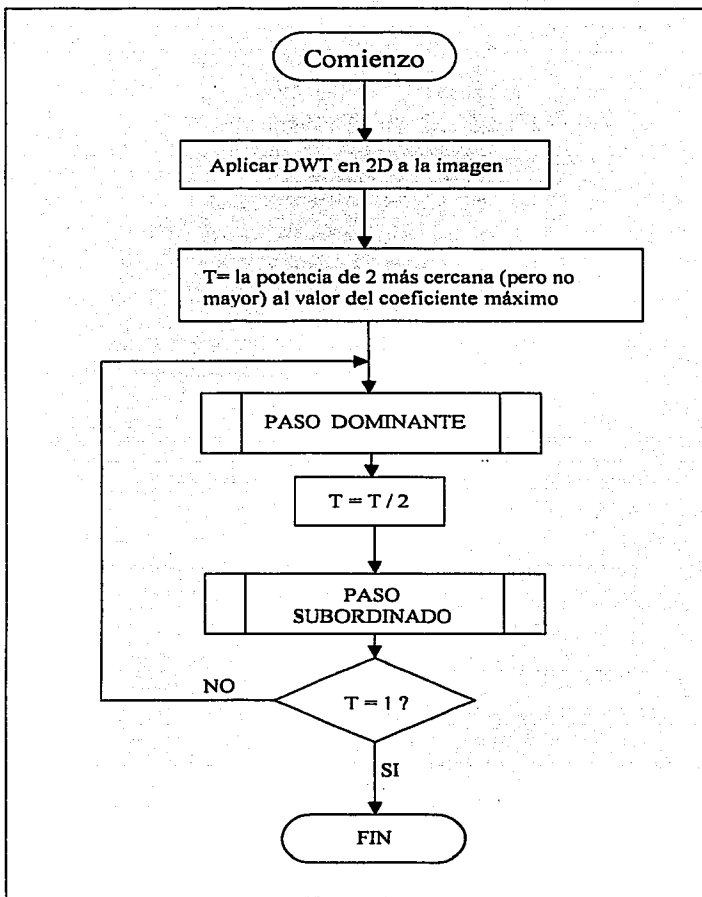 Comienzo
Aplicar DWT en 2D a la imagen
T= la potencia de 2 más cercana (pero no
mayor) al valor del coeficiente máximo
PASO DOMINANTE
T = T / 2
PASO
SUBORDINADO
NO
T = 1 ?
SI
FIN